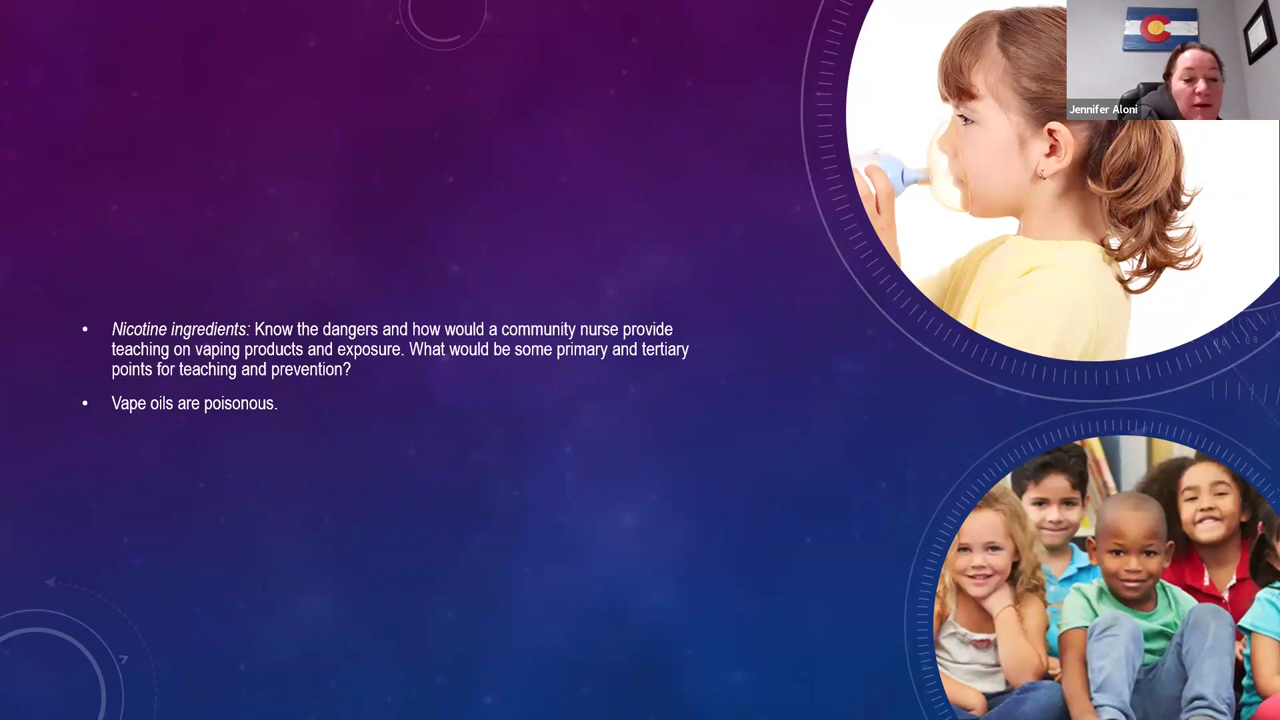 Jennifer Aloni
• Nicotine ingredients: Know the dangers and how would a community nurse provide
teaching on vaping products and exposure. What would be some primary and tertiary
points for teaching and prevention?
• Vape oils are poisonous.